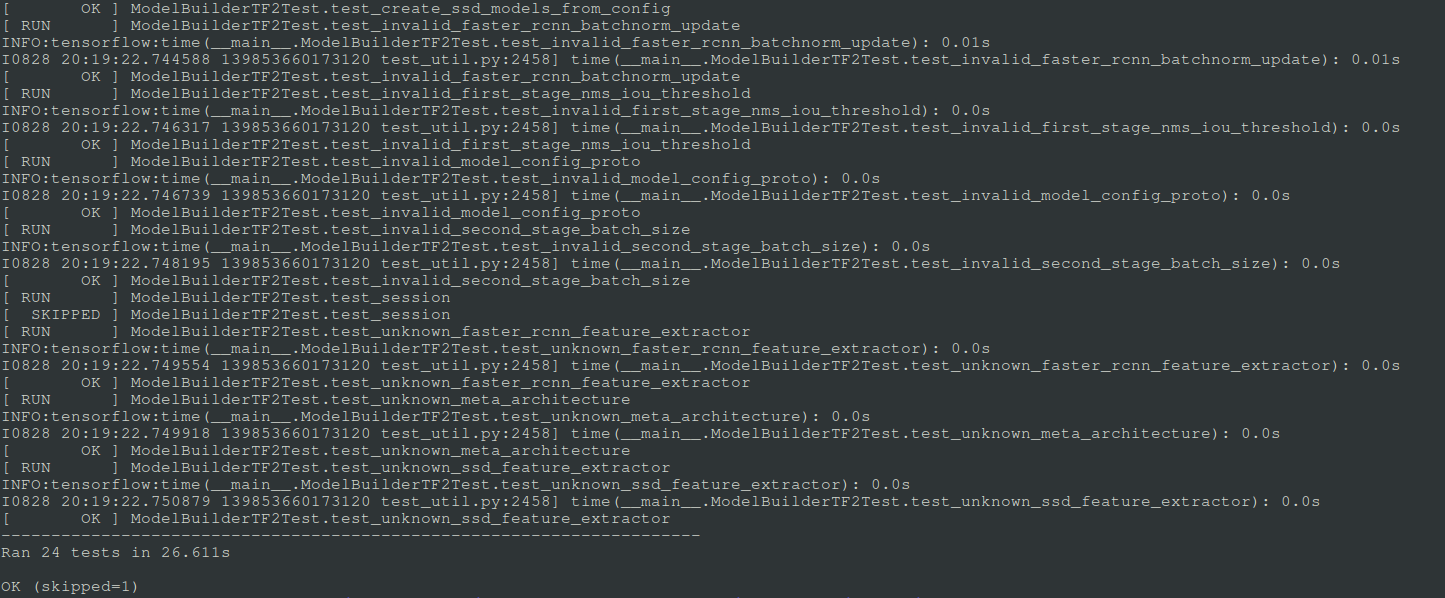 [       OK ] ModelBuilderTF2Test.test_create_ssd_models_from_config
[ RUN      ] ModelBuilderTF2Test.test_invalid_faster_rcnn_batchnorm_update
INFO:tensorflow:time(__main__.ModelBuilderTF2Test.test_invalid_faster_rcnn_batchnorm_update): 0.01s
I0828 20:19:22.744588 139853660173120 test_util.py:2458] time(__main__.ModelBuilderTF2Test.test_invalid_faster_rcnn_batchnorm_update): 0.01s
[       OK ] ModelBuilderTF2Test.test_invalid_faster_rcnn_batchnorm_update
[ RUN      ] ModelBuilderTF2Test.test_invalid_first_stage_nms_iou_threshold
INFO:tensorflow:time(__main__.ModelBuilderTF2Test.test_invalid_first_stage_nms_iou_threshold): 0.0s
I0828 20:19:22.746317 139853660173120 test_util.py:2458] time(__main__.ModelBuilderTF2Test.test_invalid_first_stage_nms_iou_threshold): 0.0s
[       OK ] ModelBuilderTF2Test.test_invalid_first_stage_nms_iou_threshold
[ RUN      ] ModelBuilderTF2Test.test_invalid_model_config_proto
INFO:tensorflow:time(__main__.ModelBuilderTF2Test.test_invalid_model_config_proto): 0.0s
I0828 20:19:22.746739 139853660173120 test_util.py:2458] time(__main__.ModelBuilderTF2Test.test_invalid_model_config_proto): 0.0s
[       OK ] ModelBuilderTF2Test.test_invalid_model_config_proto
[ RUN      ] ModelBuilderTF2Test.test_invalid_second_stage_batch_size
INFO:tensorflow:time(__main__.ModelBuilderTF2Test.test_invalid_second_stage_batch_size): 0.0s
I0828 20:19:22.748195 139853660173120 test_util.py:2458] time(__main__.ModelBuilderTF2Test.test_invalid_second_stage_batch_size): 0.0s
[       OK ] ModelBuilderTF2Test.test_invalid_second_stage_batch_size
[ RUN      ] ModelBuilderTF2Test.test_session
[  SKIPPED ] ModelBuilderTF2Test.test_session
[ RUN      ] ModelBuilderTF2Test.test_unknown_faster_rcnn_feature_extractor
INFO:tensorflow:time(__main__.ModelBuilderTF2Test.test_unknown_faster_rcnn_feature_extractor): 0.0s
I0828 20:19:22.749554 139853660173120 test_util.py:2458] time(__main__.ModelBuilderTF2Test.test_unknown_faster_rcnn_feature_extractor): 0.0s
[       OK ] ModelBuilderTF2Test.test_unknown_faster_rcnn_feature_extractor
[ RUN      ] ModelBuilderTF2Test.test_unknown_meta_architecture
INFO:tensorflow:time(__main__.ModelBuilderTF2Test.test_unknown_meta_architecture): 0.0s
I0828 20:19:22.749918 139853660173120 test_util.py:2458] time(__main__.ModelBuilderTF2Test.test_unknown_meta_architecture): 0.0s
[       OK ] ModelBuilderTF2Test.test_unknown_meta_architecture
[ RUN      ] ModelBuilderTF2Test.test_unknown_ssd_feature_extractor
INFO:tensorflow:time(__main__.ModelBuilderTF2Test.test_unknown_ssd_feature_extractor): 0.0s
I0828 20:19:22.750879 139853660173120 test_util.py:2458] time(__main__.ModelBuilderTF2Test.test_unknown_ssd_feature_extractor): 0.0s
[       OK ] ModelBuilderTF2Test.test_unknown_ssd_feature_extractor
----------------------------------------------------------------------
Ran 24 tests in 26.611s

OK (skipped=1)